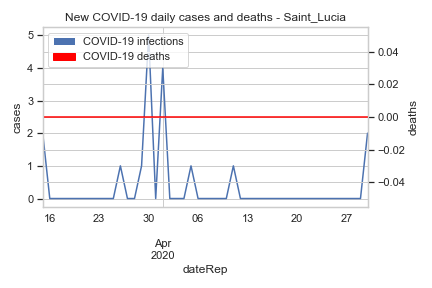 New COVID-19 daily cases and deaths - Saint_Lucia
COVID-19 infections
COVID-19 deaths
5
4
3
2
1
0
cases
0.04
0.02
0.00
−0.02
−0.04
deaths
16 23 30 06 13 20 27
Apr
2020
dateRep